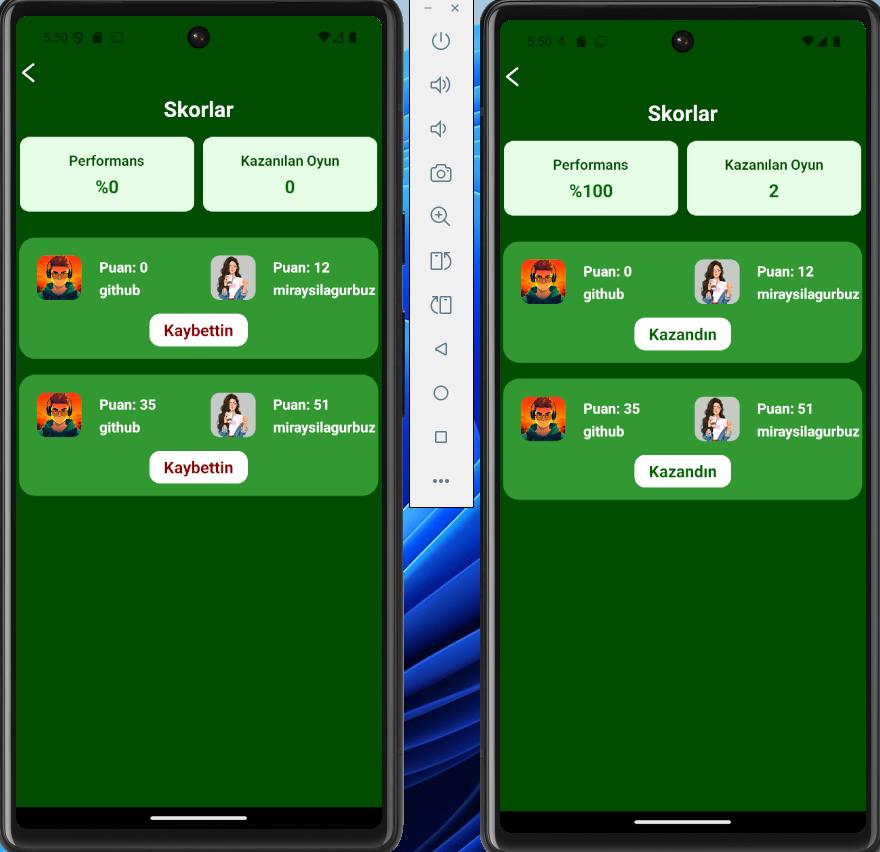 5:50
Skorlar
Performans
%0
Kazanılan Oyun
0
Puan: 0
github
Puan: 12
miraysilagurbuz
Kaybettin
Puan: 35
github
Puan: 51
miraysilagurbuz
Kaybettin
5:50
Skorlar
Performans
%100
Kazanılan Oyun
2
Puan: 0
github
Puan: 12
miraysilagurbuz
Kazandın
Puan: 35
github
Puan: 51
miraysilagurbuz
Kazandın